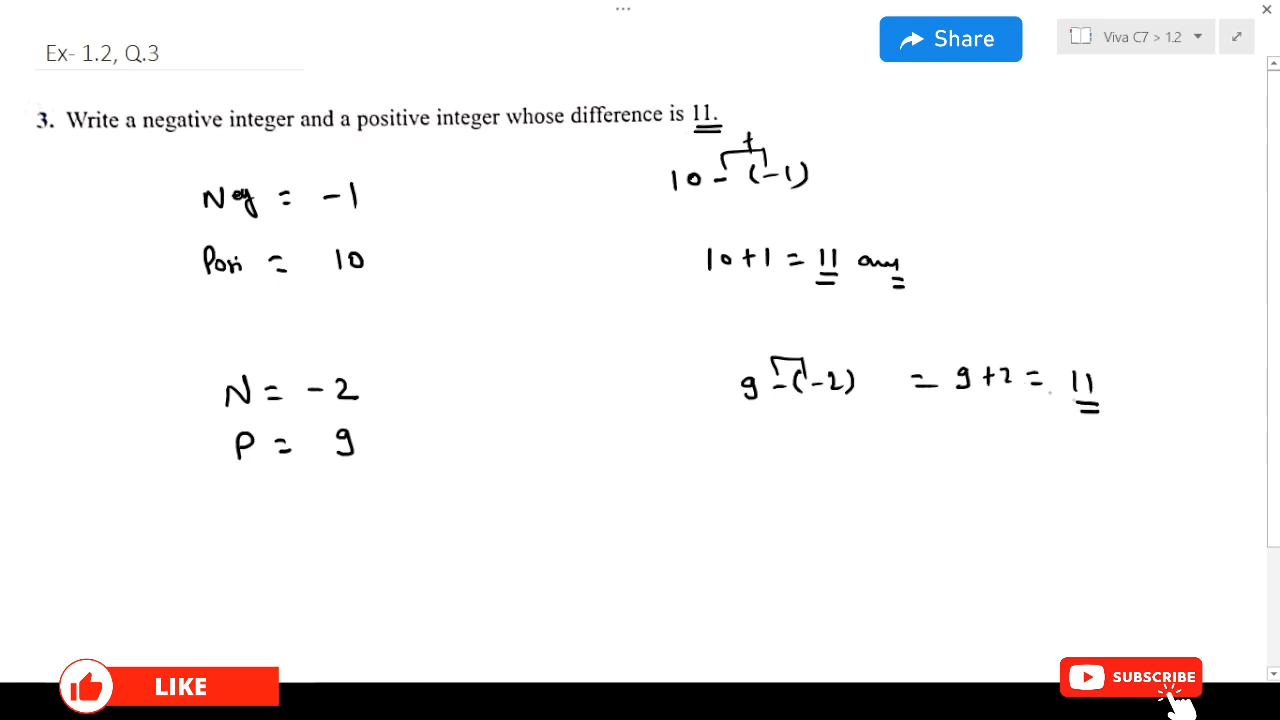 Ex- 1.2, Q.3
Share
Viva C7 > 1.2
3. Write a negative integer and a positive integer whose difference is 11.
+
10 - (-1)
Neg = -1
Posi = 10
10 + 1 = 11 ans
N = -2
9 - (-2) = 9 + 2 = 11
P = 9
LIKE
SUBSCRIBE